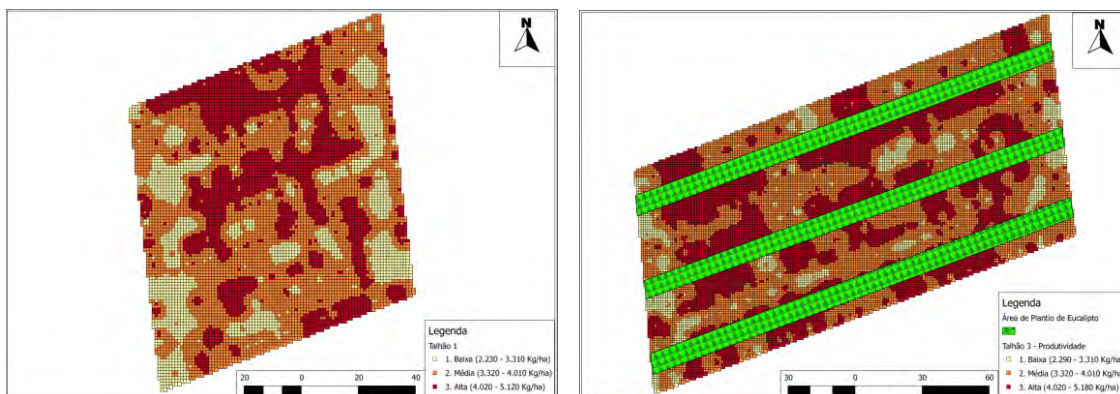 N
Legenda
Talhão 1
1. Baixa (2.230 - 3.310 Kg/ha)
2. Média (3.320 - 4.010 Kg/ha)
3. Alta (4.020 - 5.120 Kg/ha)
20 0 20 40
N
Legenda
Área de Plantio de Eucalipto
Talhão 3 - Produtividade
1. Baixa (2.290 - 3.310 Kg/ha)
2. Média (3.320 - 4.010 Kg/ha)
3. Alta (4.020 - 5.180 Kg/ha)
30 0 30 60